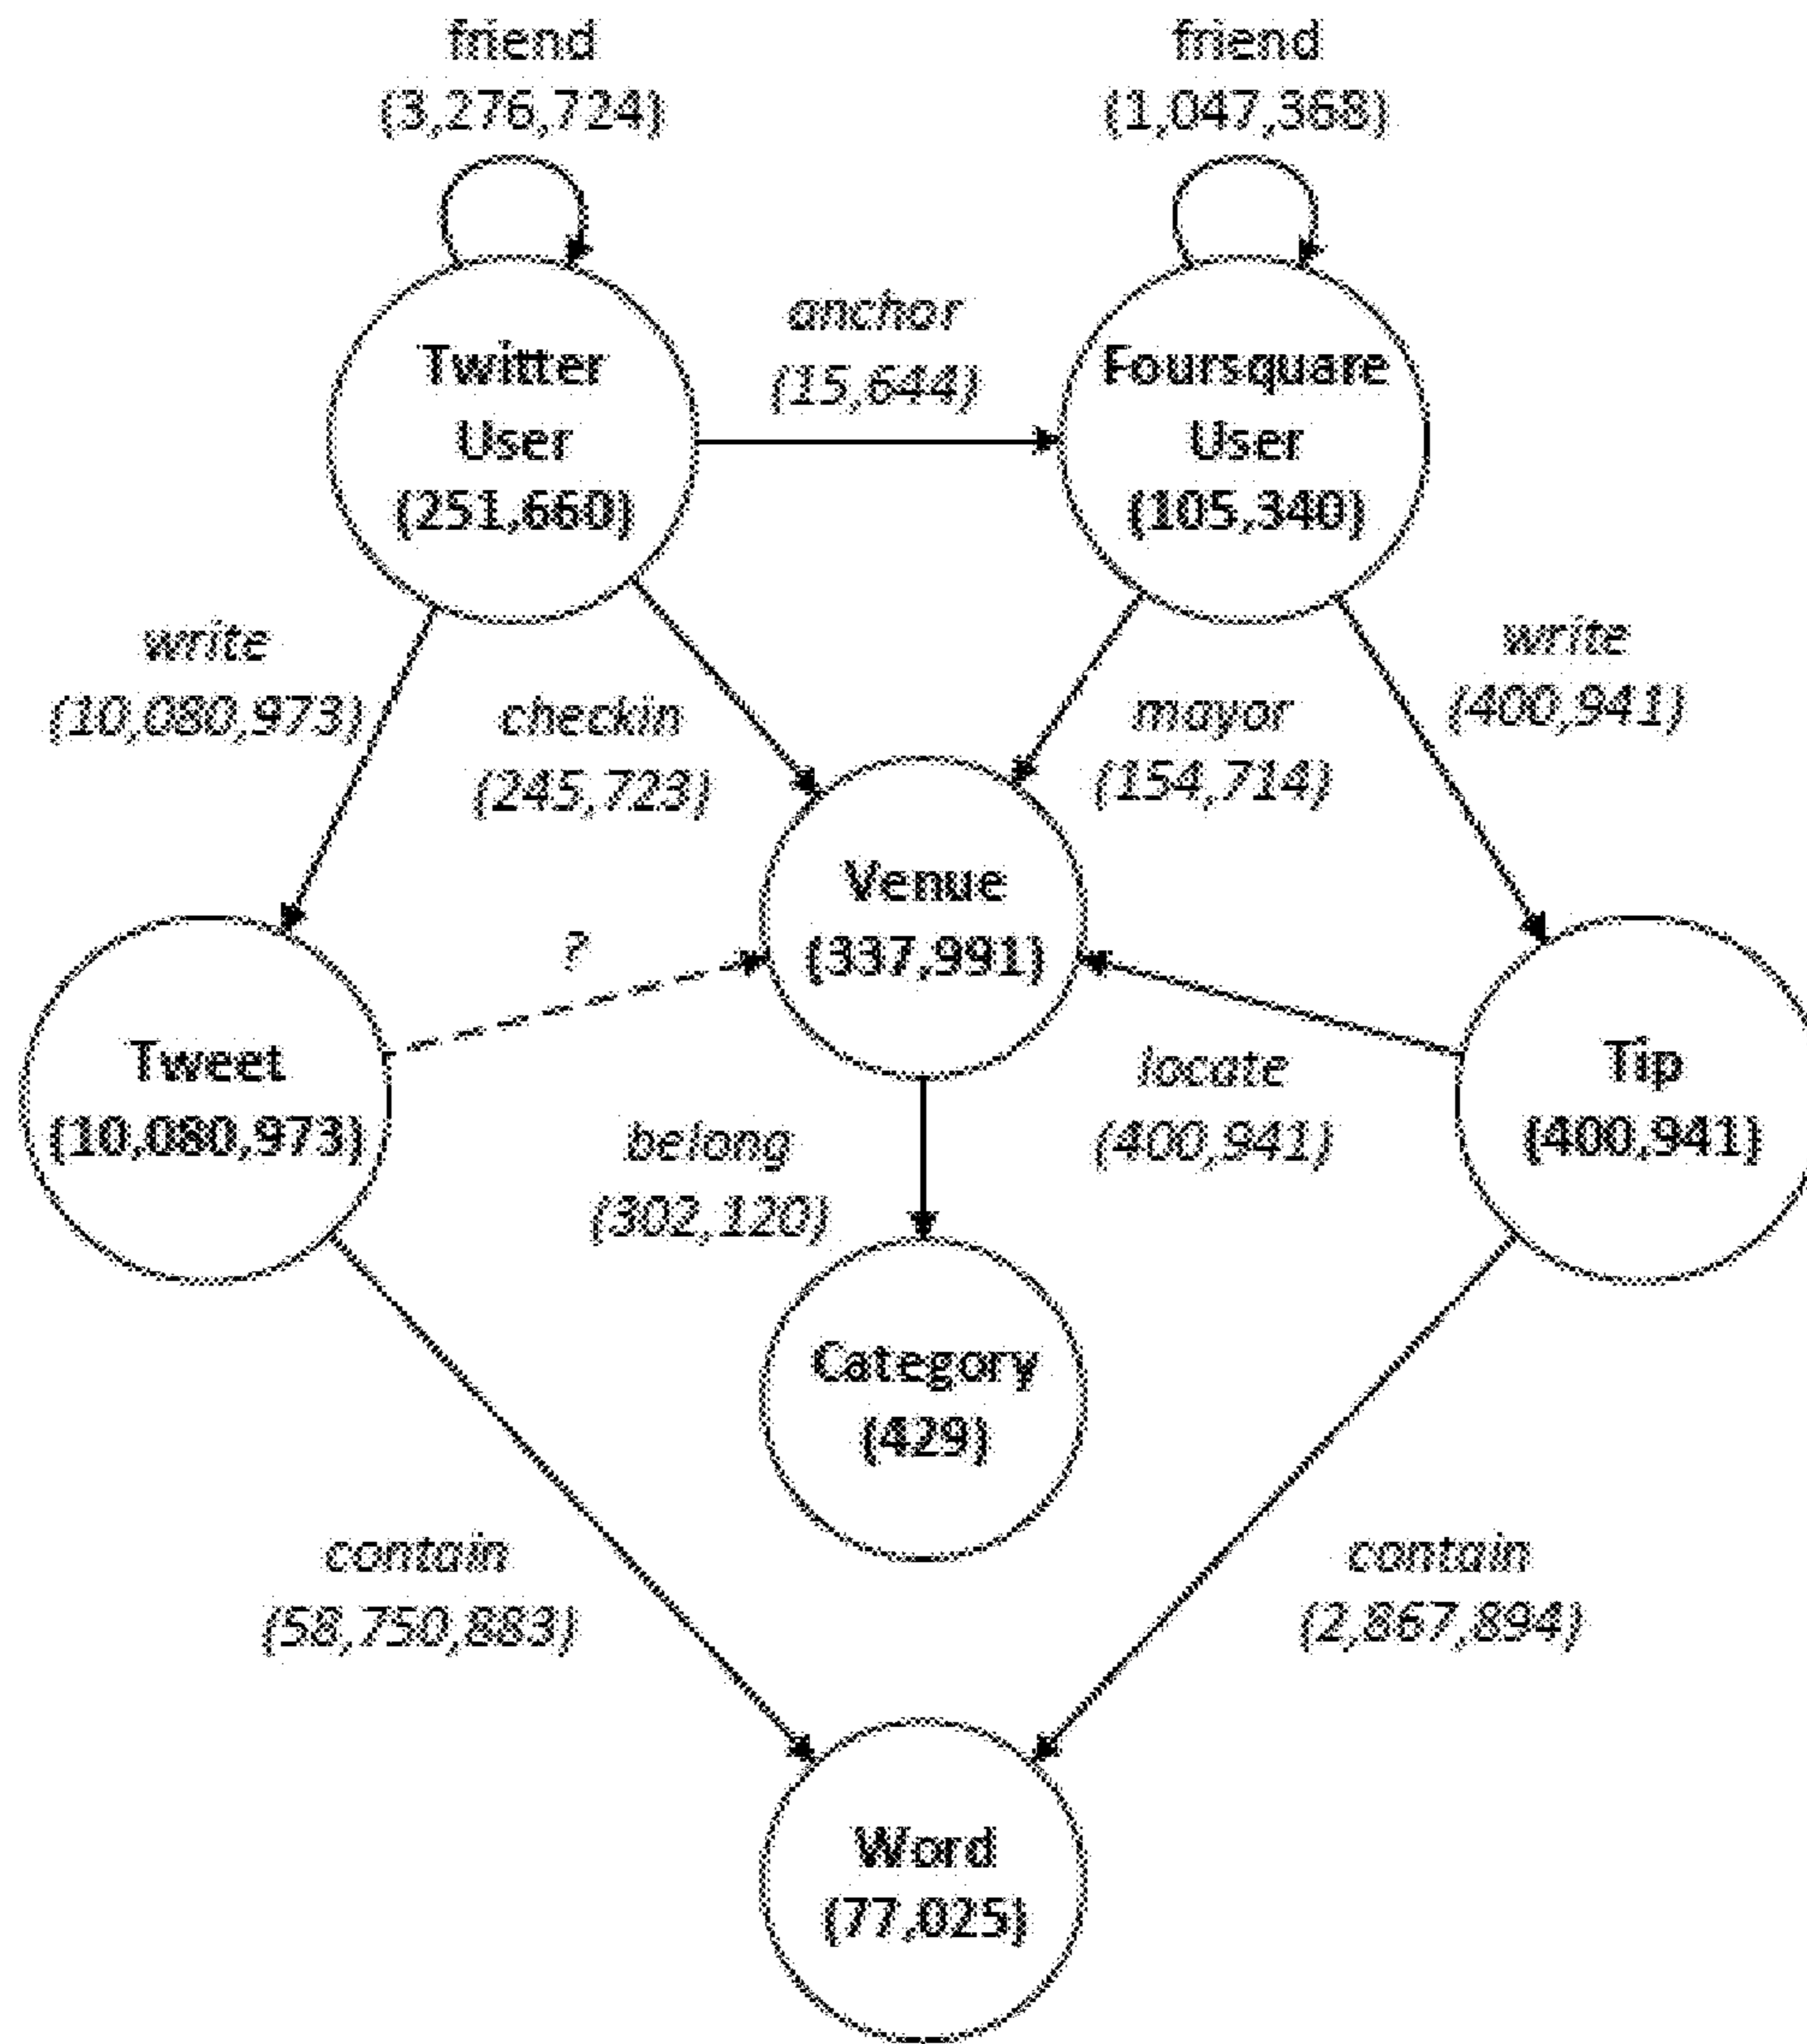 friend
(3,276,724)
friend
(1,047,368)
anchor
(15,644)
Twitter
User
(251,660)
Foursquare
User
(105,340)
write
(10,080,973)
checkin
(245,723)
mayor
(154,714)
write
(400,941)
Venue
(337,991)
?
Tweet
(10,080,973)
belong
(302,120)
locate
(400,941)
Tip
(400,941)
Category
(429)
contain
(58,750,883)
contain
(2,867,894)
Word
(77,025)